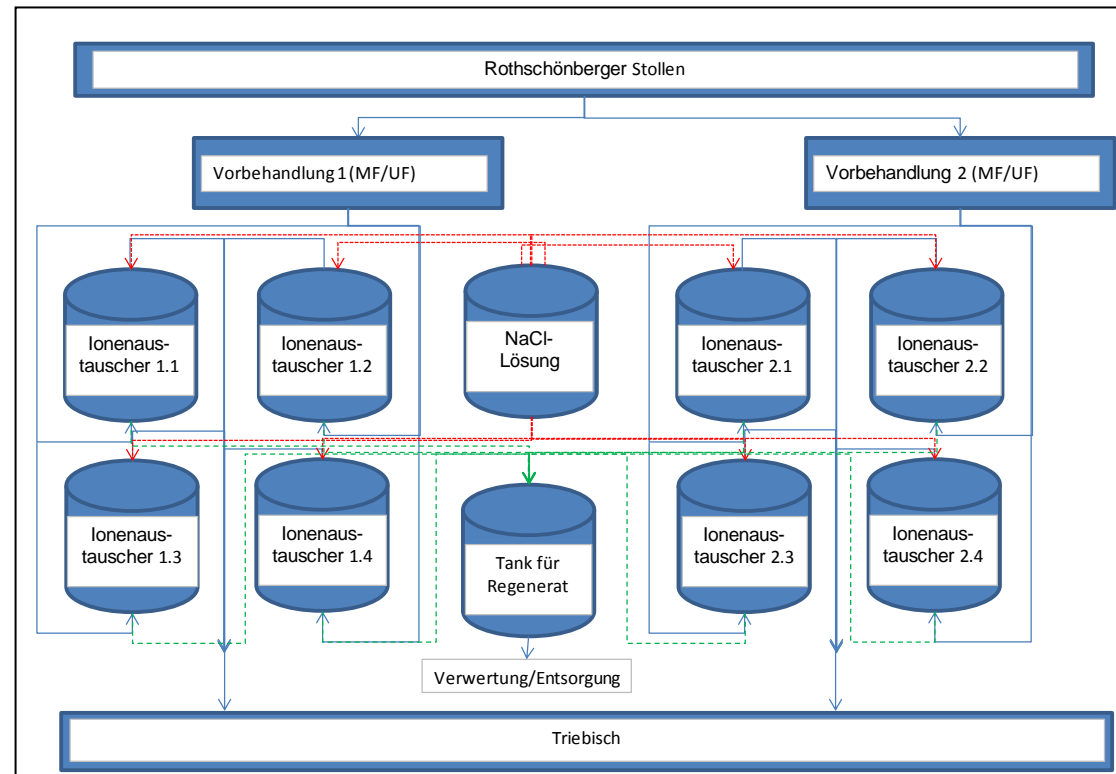 Rothschönberger Stollen
Vorbehandlung 1 (MF/UF)
Vorbehandlung 2 (MF/UF)
Ionenaus-
tauscher 1.1
Ionenaus-
tauscher 1.2
NaCl-
Lösung
Ionenaus-
tauscher 2.1
Ionenaus-
tauscher 2.2
Ionenaus-
tauscher 1.3
Ionenaus-
tauscher 1.4
Tank für
Regenerat
Ionenaus-
tauscher 2.3
Ionenaus-
tauscher 2.4
Verwertung/Entsorgung
Triebisch